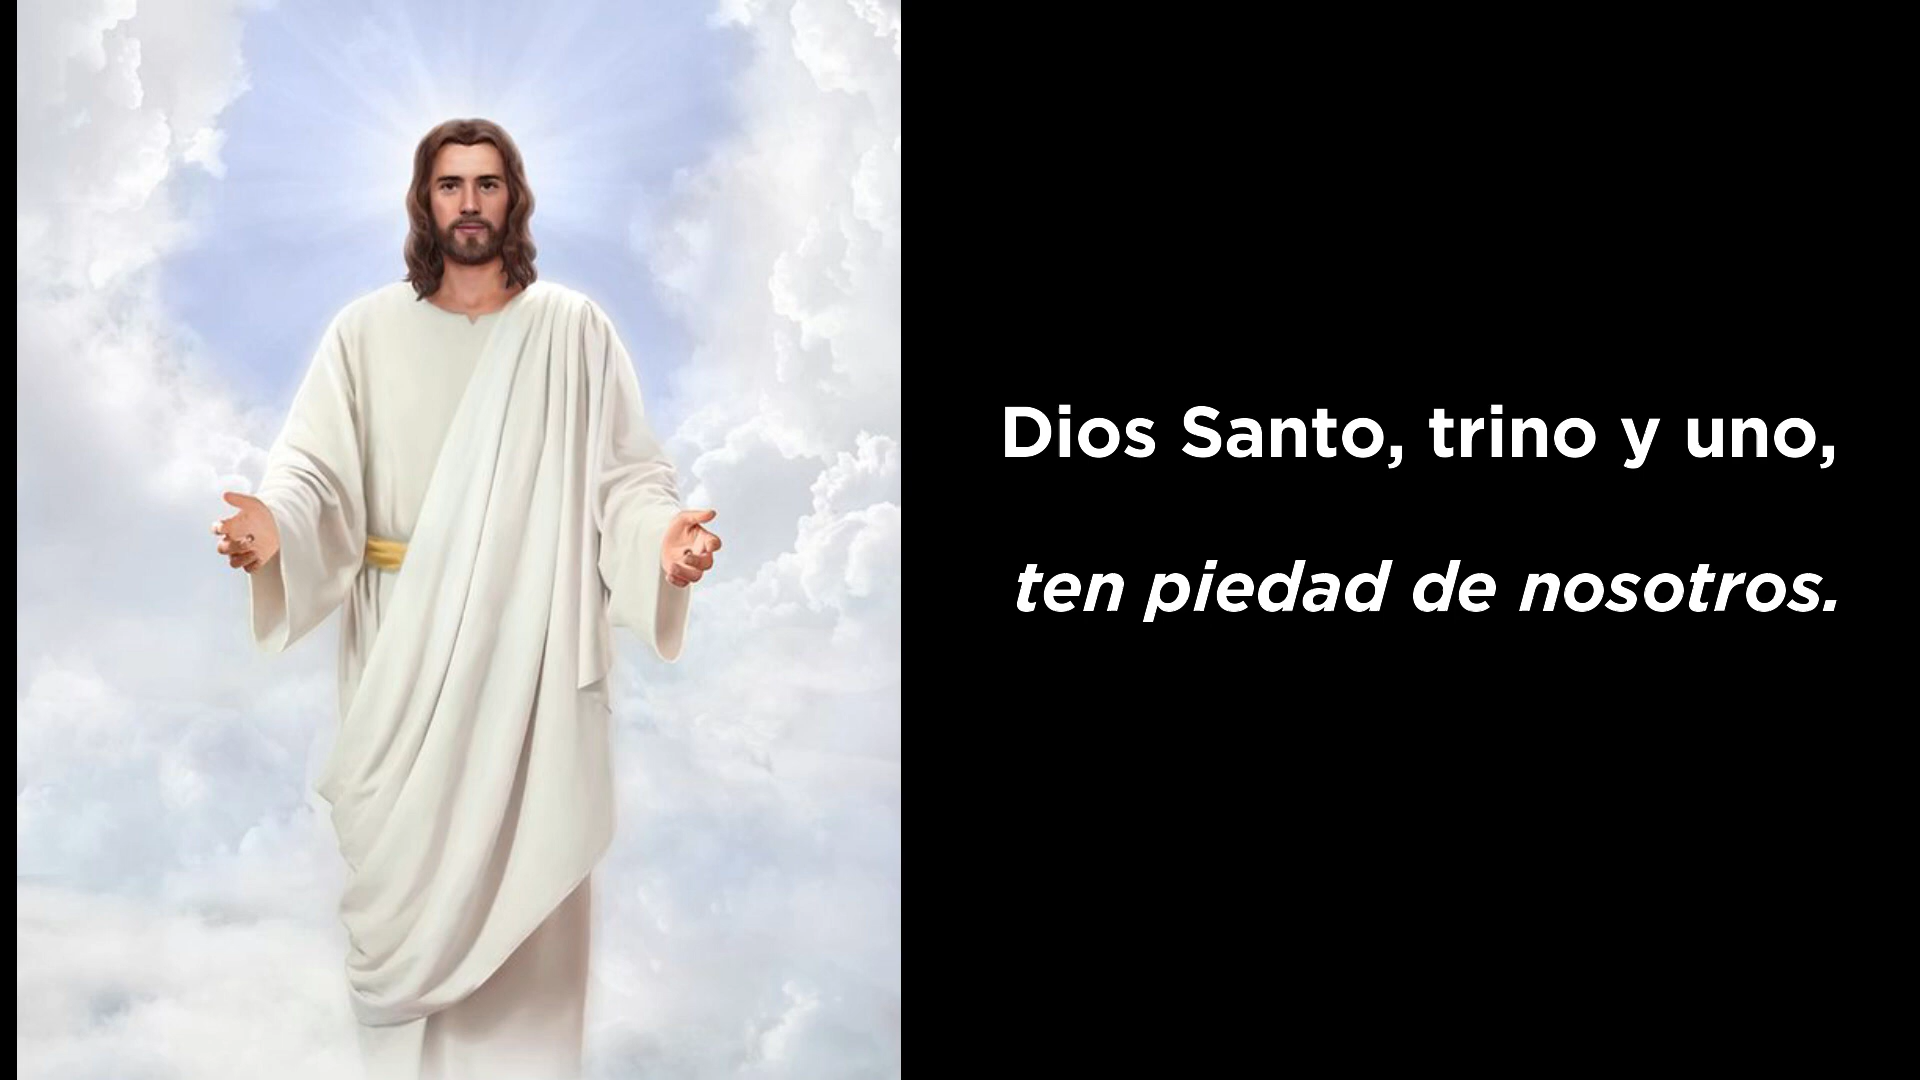 Dios Santo, trino y uno,
ten piedad de nosotros.